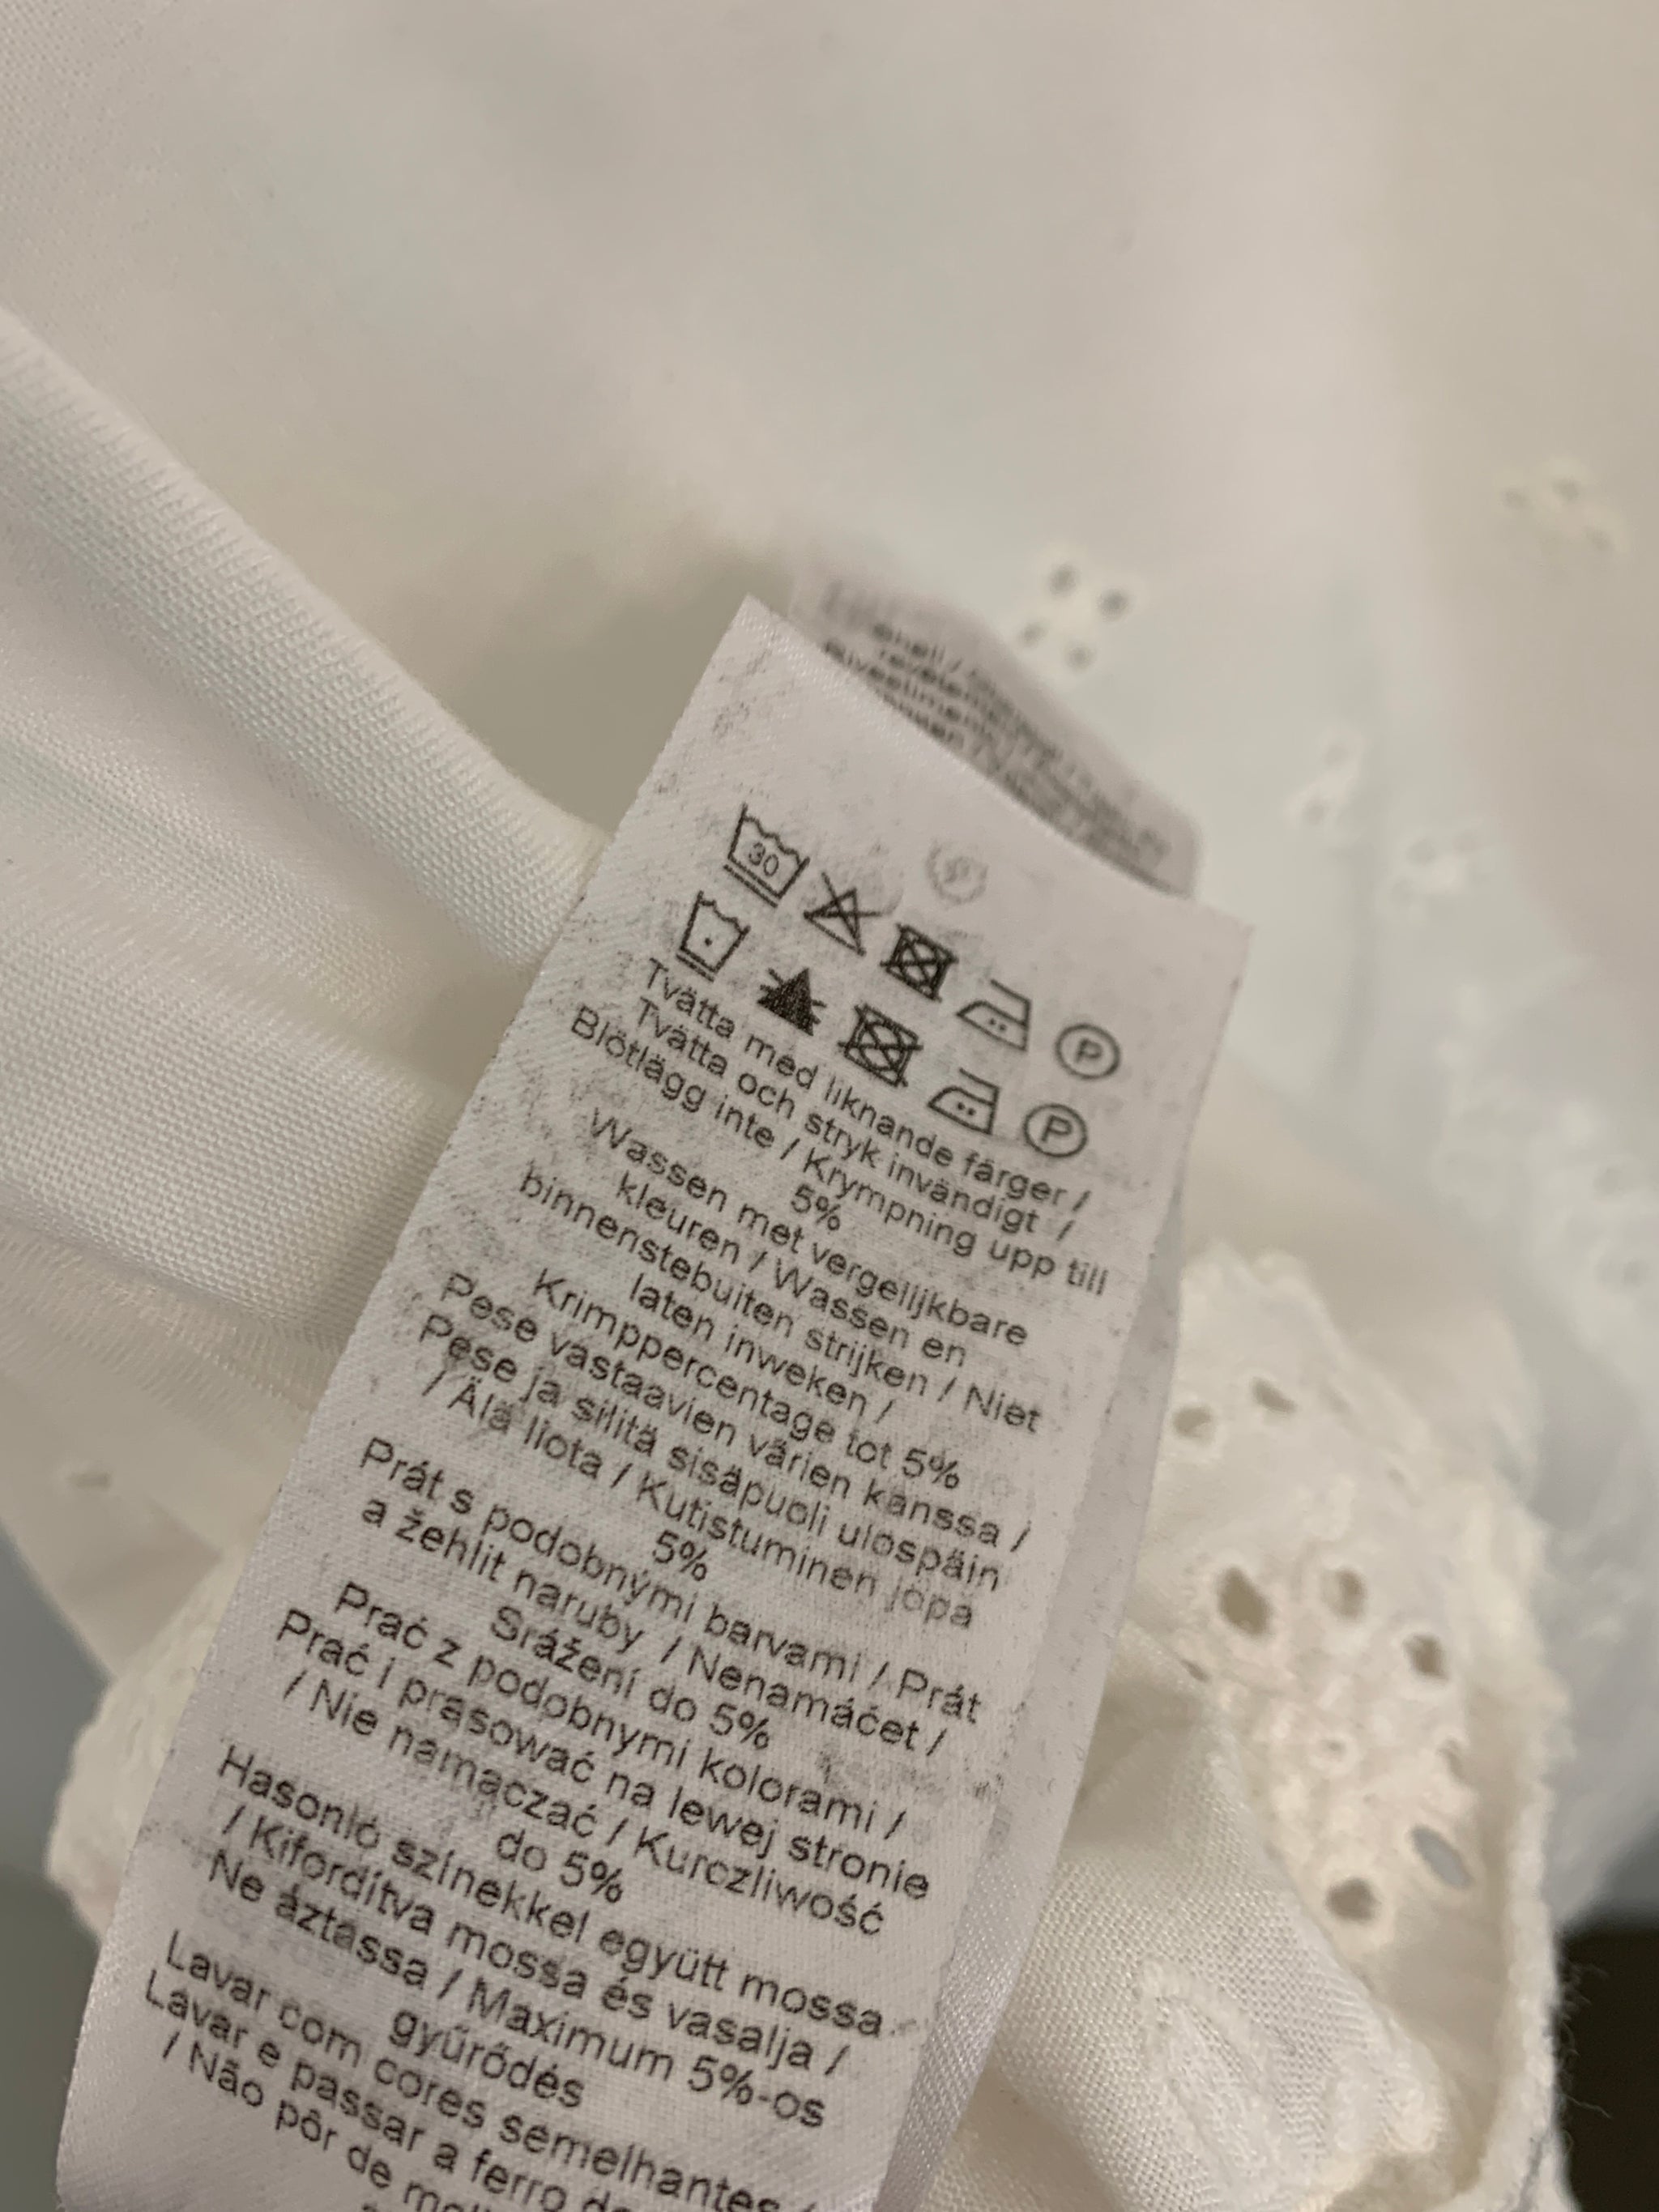 30
P
P
Tvätta med liknande färger /
Tvätta och stryk invändigt /
Blötlägg inte / Krympning upp till
5%
Wassen met vergelijkbare
kleuren / Wassen en
binnenstebuiten strijken / Niet
laten inweken /
Krimppercentage tot 5%
Pese vastaavien värien kanssa /
Pese ja silitä sisäpuoli ulospäin
/ Älä liota / Kutistuminen jopa
5%
Prát s podobnými barvami / Prát
a žehlit naruby / Nenamáčet /
Srážení do 5%
Prać z podobnymi kolorami /
Prać i prasować na lewej stronie
/ Nie namaczać / Kurczliwość
do 5%
Hasonló színekkel együtt mossa
/ Kifordítva mossa és vasalja /
Ne áztassa / Maximum 5%-os
gyűrődés
Lavar com cores semelhantes /
Lavar e passar a ferro
/ Não pôr de